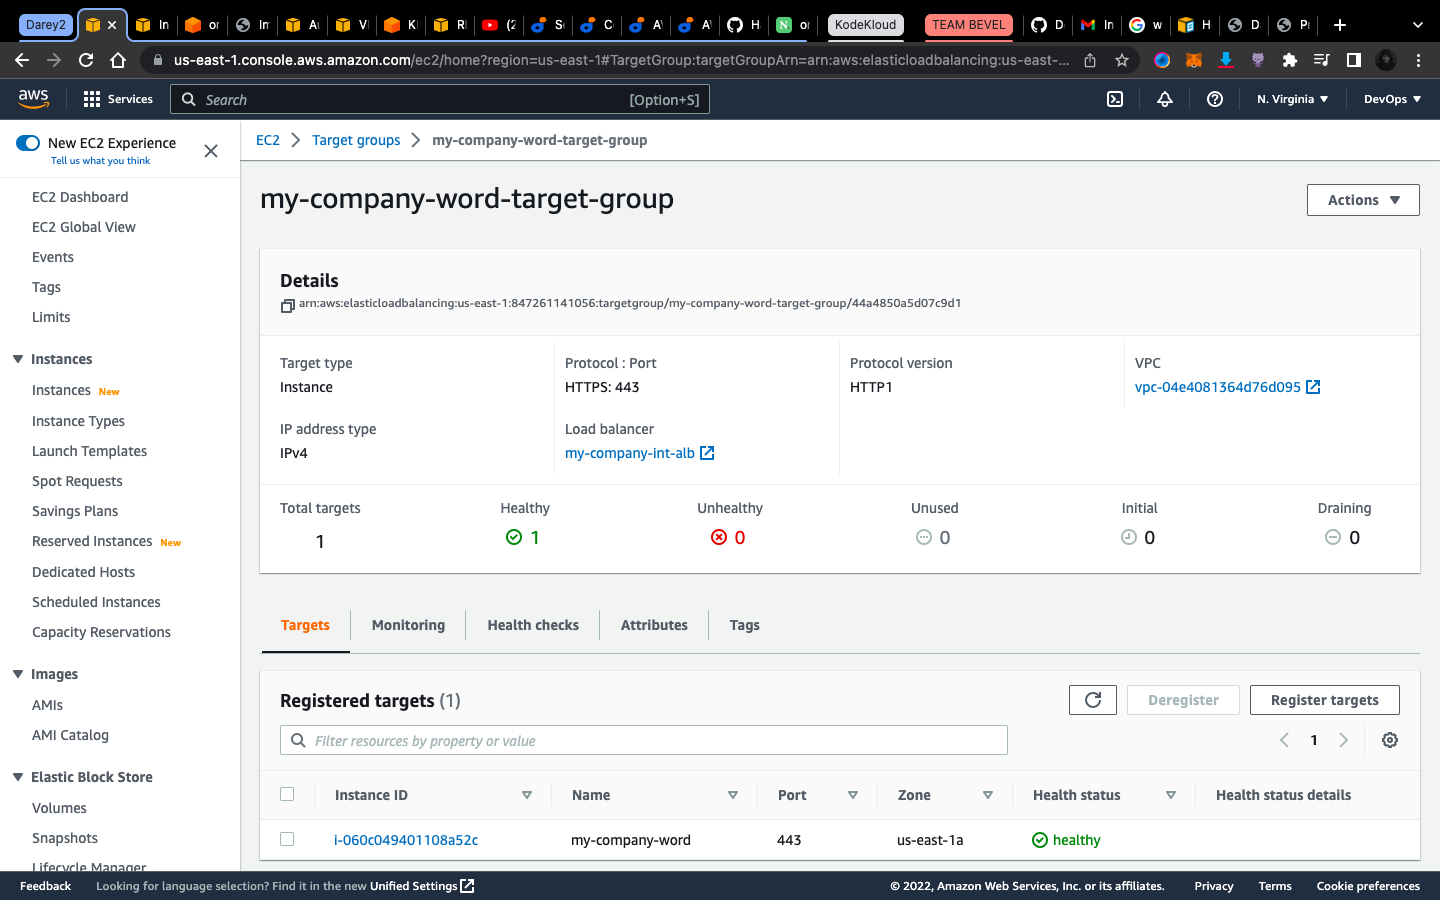 Darey2
In
or
In
Au
Vi
Ki
RI
(2
So
Co
A
A
H
or
KodeKloud
TEAM BEVEL
D
In
w
H
D
P
us-east-1.console.aws.amazon.com/ec2/home?region=us-east-1#TargetGroup:targetGroupArn=arn:aws:elasticloadbalancing:us-east-...
aws
Services
Search
[Option+S]
N. Virginia
DevOps
New EC2 Experience
Tell us what you think
EC2 Dashboard
EC2 Global View
Events
Tags
Limits
Instances
Instances New
Instance Types
Launch Templates
Spot Requests
Savings Plans
Reserved Instances New
Dedicated Hosts
Scheduled Instances
Capacity Reservations
Images
AMIs
AMI Catalog
Elastic Block Store
Volumes
Snapshots
Lifecycle Manager
EC2 > Target groups > my-company-word-target-group
my-company-word-target-group
Actions
Details
arn:aws:elasticloadbalancing:us-east-1:847261141056:targetgroup/my-company-word-target-group/44a4850a5d07c9d1
Target type
Instance
Protocol : Port
HTTPS: 443
Protocol version
HTTP1
VPC
vpc-04e4081364d76d095
IP address type
IPv4
Load balancer
my-company-int-alb
Total targets
1
Healthy
1
Unhealthy
0
Unused
0
Initial
0
Draining
0
Targets
Monitoring
Health checks
Attributes
Tags
Registered targets (1)
Deregister
Register targets
Filter resources by property or value
1
Instance ID
Name
Port
Zone
Health status
Health status details
i-060c049401108a52c
my-company-word
443
us-east-1a
healthy
Feedback
Looking for language selection? Find it in the new Unified Settings
© 2022, Amazon Web Services, Inc. or its affiliates.
Privacy
Terms
Cookie preferences